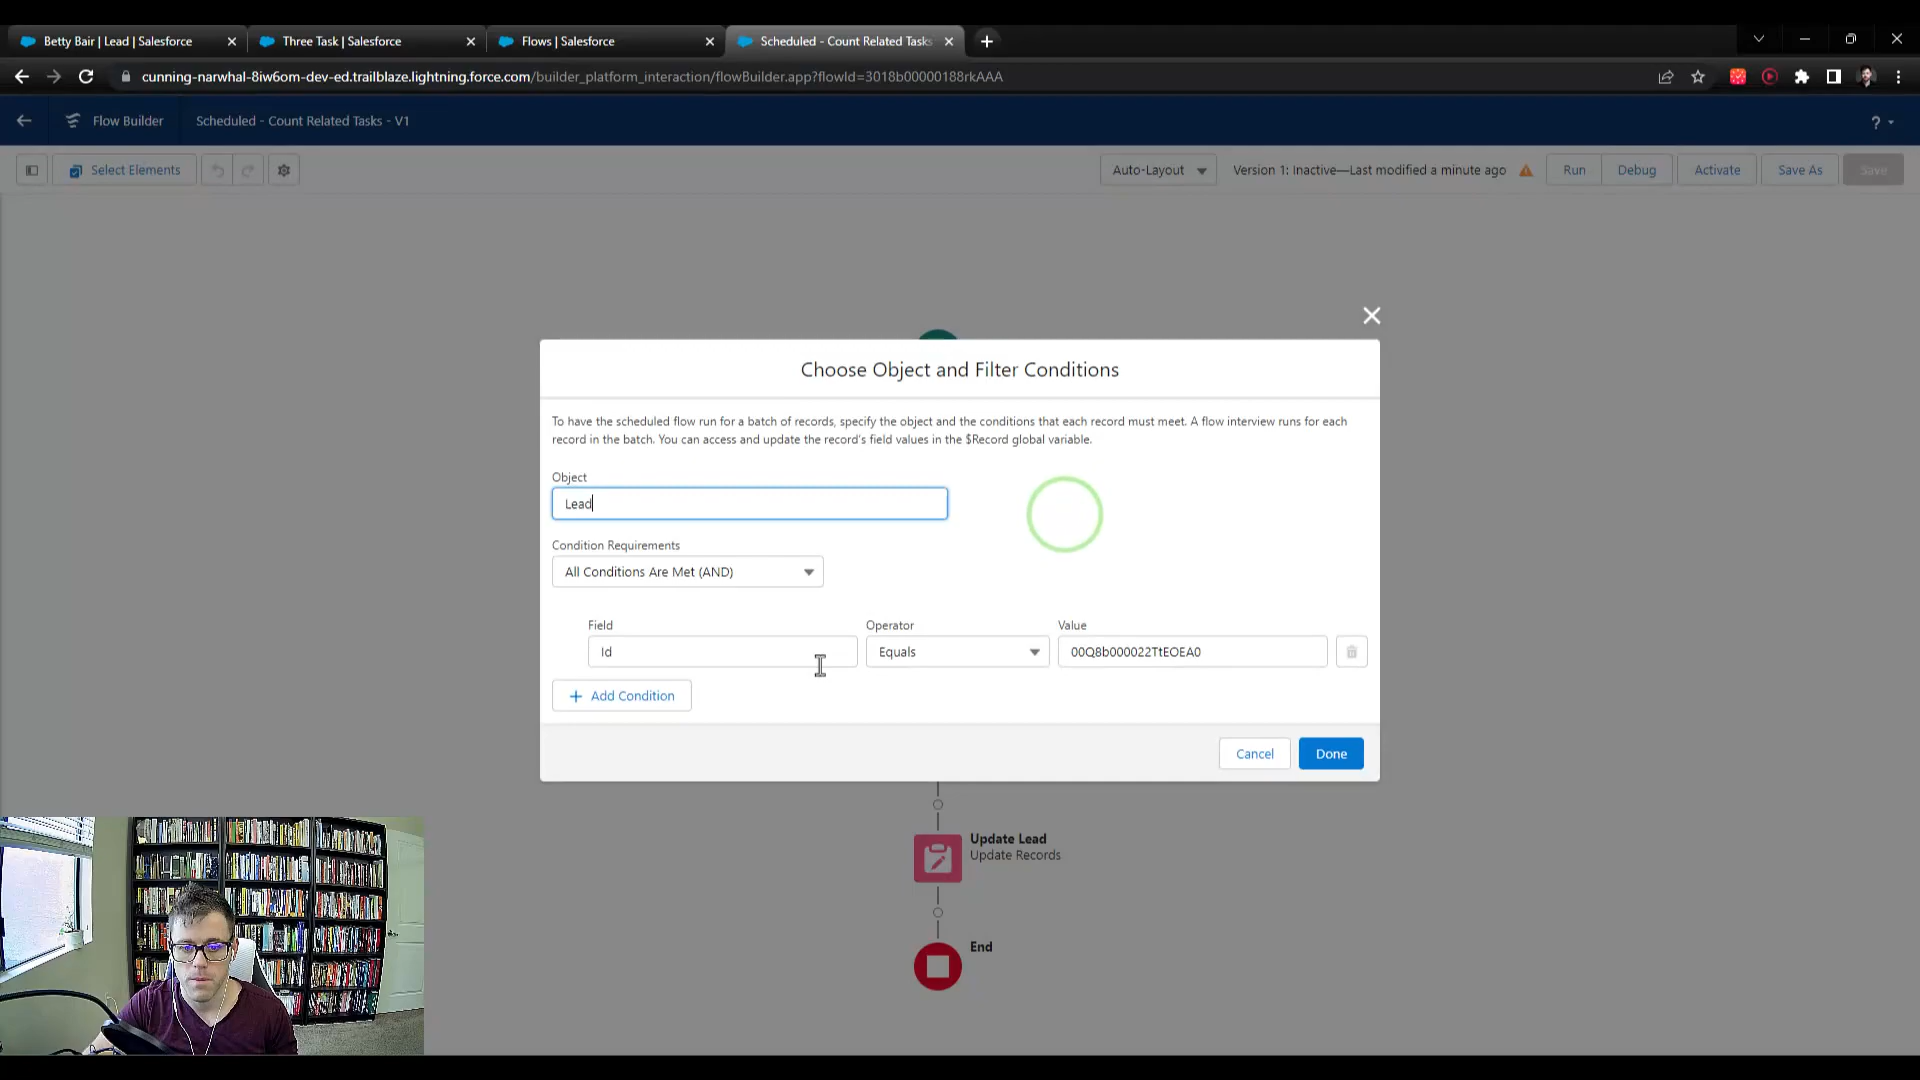 Betty Bair | Lead | Salesforce
Three Task | Salesforce
Flows | Salesforce
Scheduled - Count Related Tasks
cunning-narwhal-8iw6om-dev-ed.trailblaze.lightning.force.com/builder_platform_interaction/flowBuilder.app?flowId=3018b00000188rkAAA
Flow Builder
Scheduled - Count Related Tasks - V1
?
Select Elements
Auto-Layout
Version 1: Inactive—Last modified a minute ago
Run
Debug
Activate
Save As
Save
Choose Object and Filter Conditions
To have the scheduled flow run for a batch of records, specify the object and the conditions that each record must meet. A flow interview runs for each
record in the batch. You can access and update the record's field values in the $Record global variable.
Object
Lead
Condition Requirements
All Conditions Are Met (AND)
Field
Operator
Value
Id
Equals
00Q8b000022TtEOEA0
+ Add Condition
Cancel
Done
Update Lead
Update Records
End